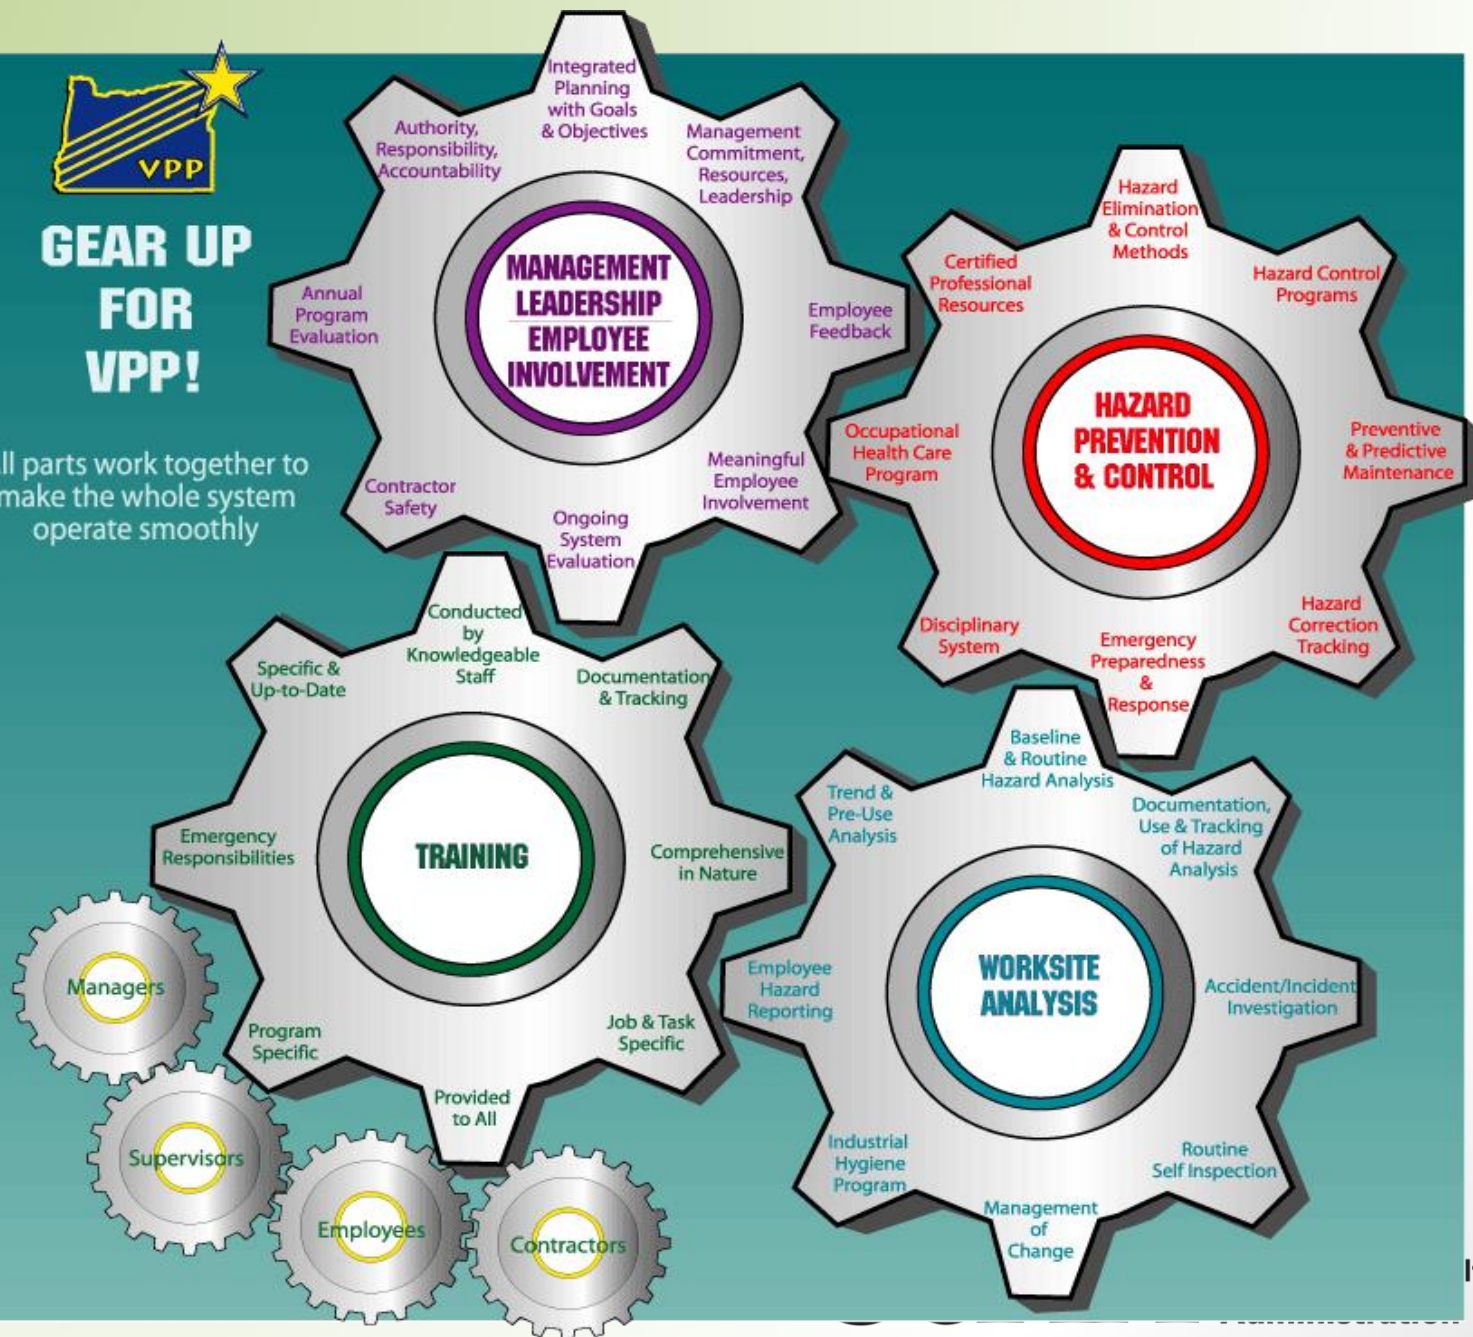 VPP
GEAR UP
FOR
VPP!
ll parts work together to
make the whole system
operate smoothly
MANAGEMENT
LEADERSHIP
EMPLOYEE
INVOLVEMENT
Integrated
Planning
with Goals
& Objectives
Management
Commitment,
Resources,
Leadership
Employee
Feedback
Meaningful
Employee
Involvement
Ongoing
System
Evaluation
Contractor
Safety
Annual
Program
Evaluation
Authority,
Responsibility,
Accountability
HAZARD
PREVENTION
& CONTROL
Hazard
Elimination
& Control
Methods
Hazard Control
Programs
Preventive
& Predictive
Maintenance
Hazard
Correction
Tracking
Emergency
Preparedness
&
Response
Disciplinary
System
Occupational
Health Care
Program
Certified
Professional
Resources
TRAINING
Conducted
by
Knowledgeable
Staff
Documentation
& Tracking
Comprehensive
in Nature
Job & Task
Specific
Provided
to All
Program
Specific
Emergency
Responsibilities
Specific &
Up-to-Date
WORKSITE
ANALYSIS
Baseline
& Routine
Hazard Analysis
Documentation,
Use & Tracking
of Hazard
Analysis
Accident/Incident
Investigation
Routine
Self Inspection
Management
of
Change
Industrial
Hygiene
Program
Employee
Hazard
Reporting
Trend &
Pre-Use
Analysis
Managers
Supervisors
Employees
Contractors